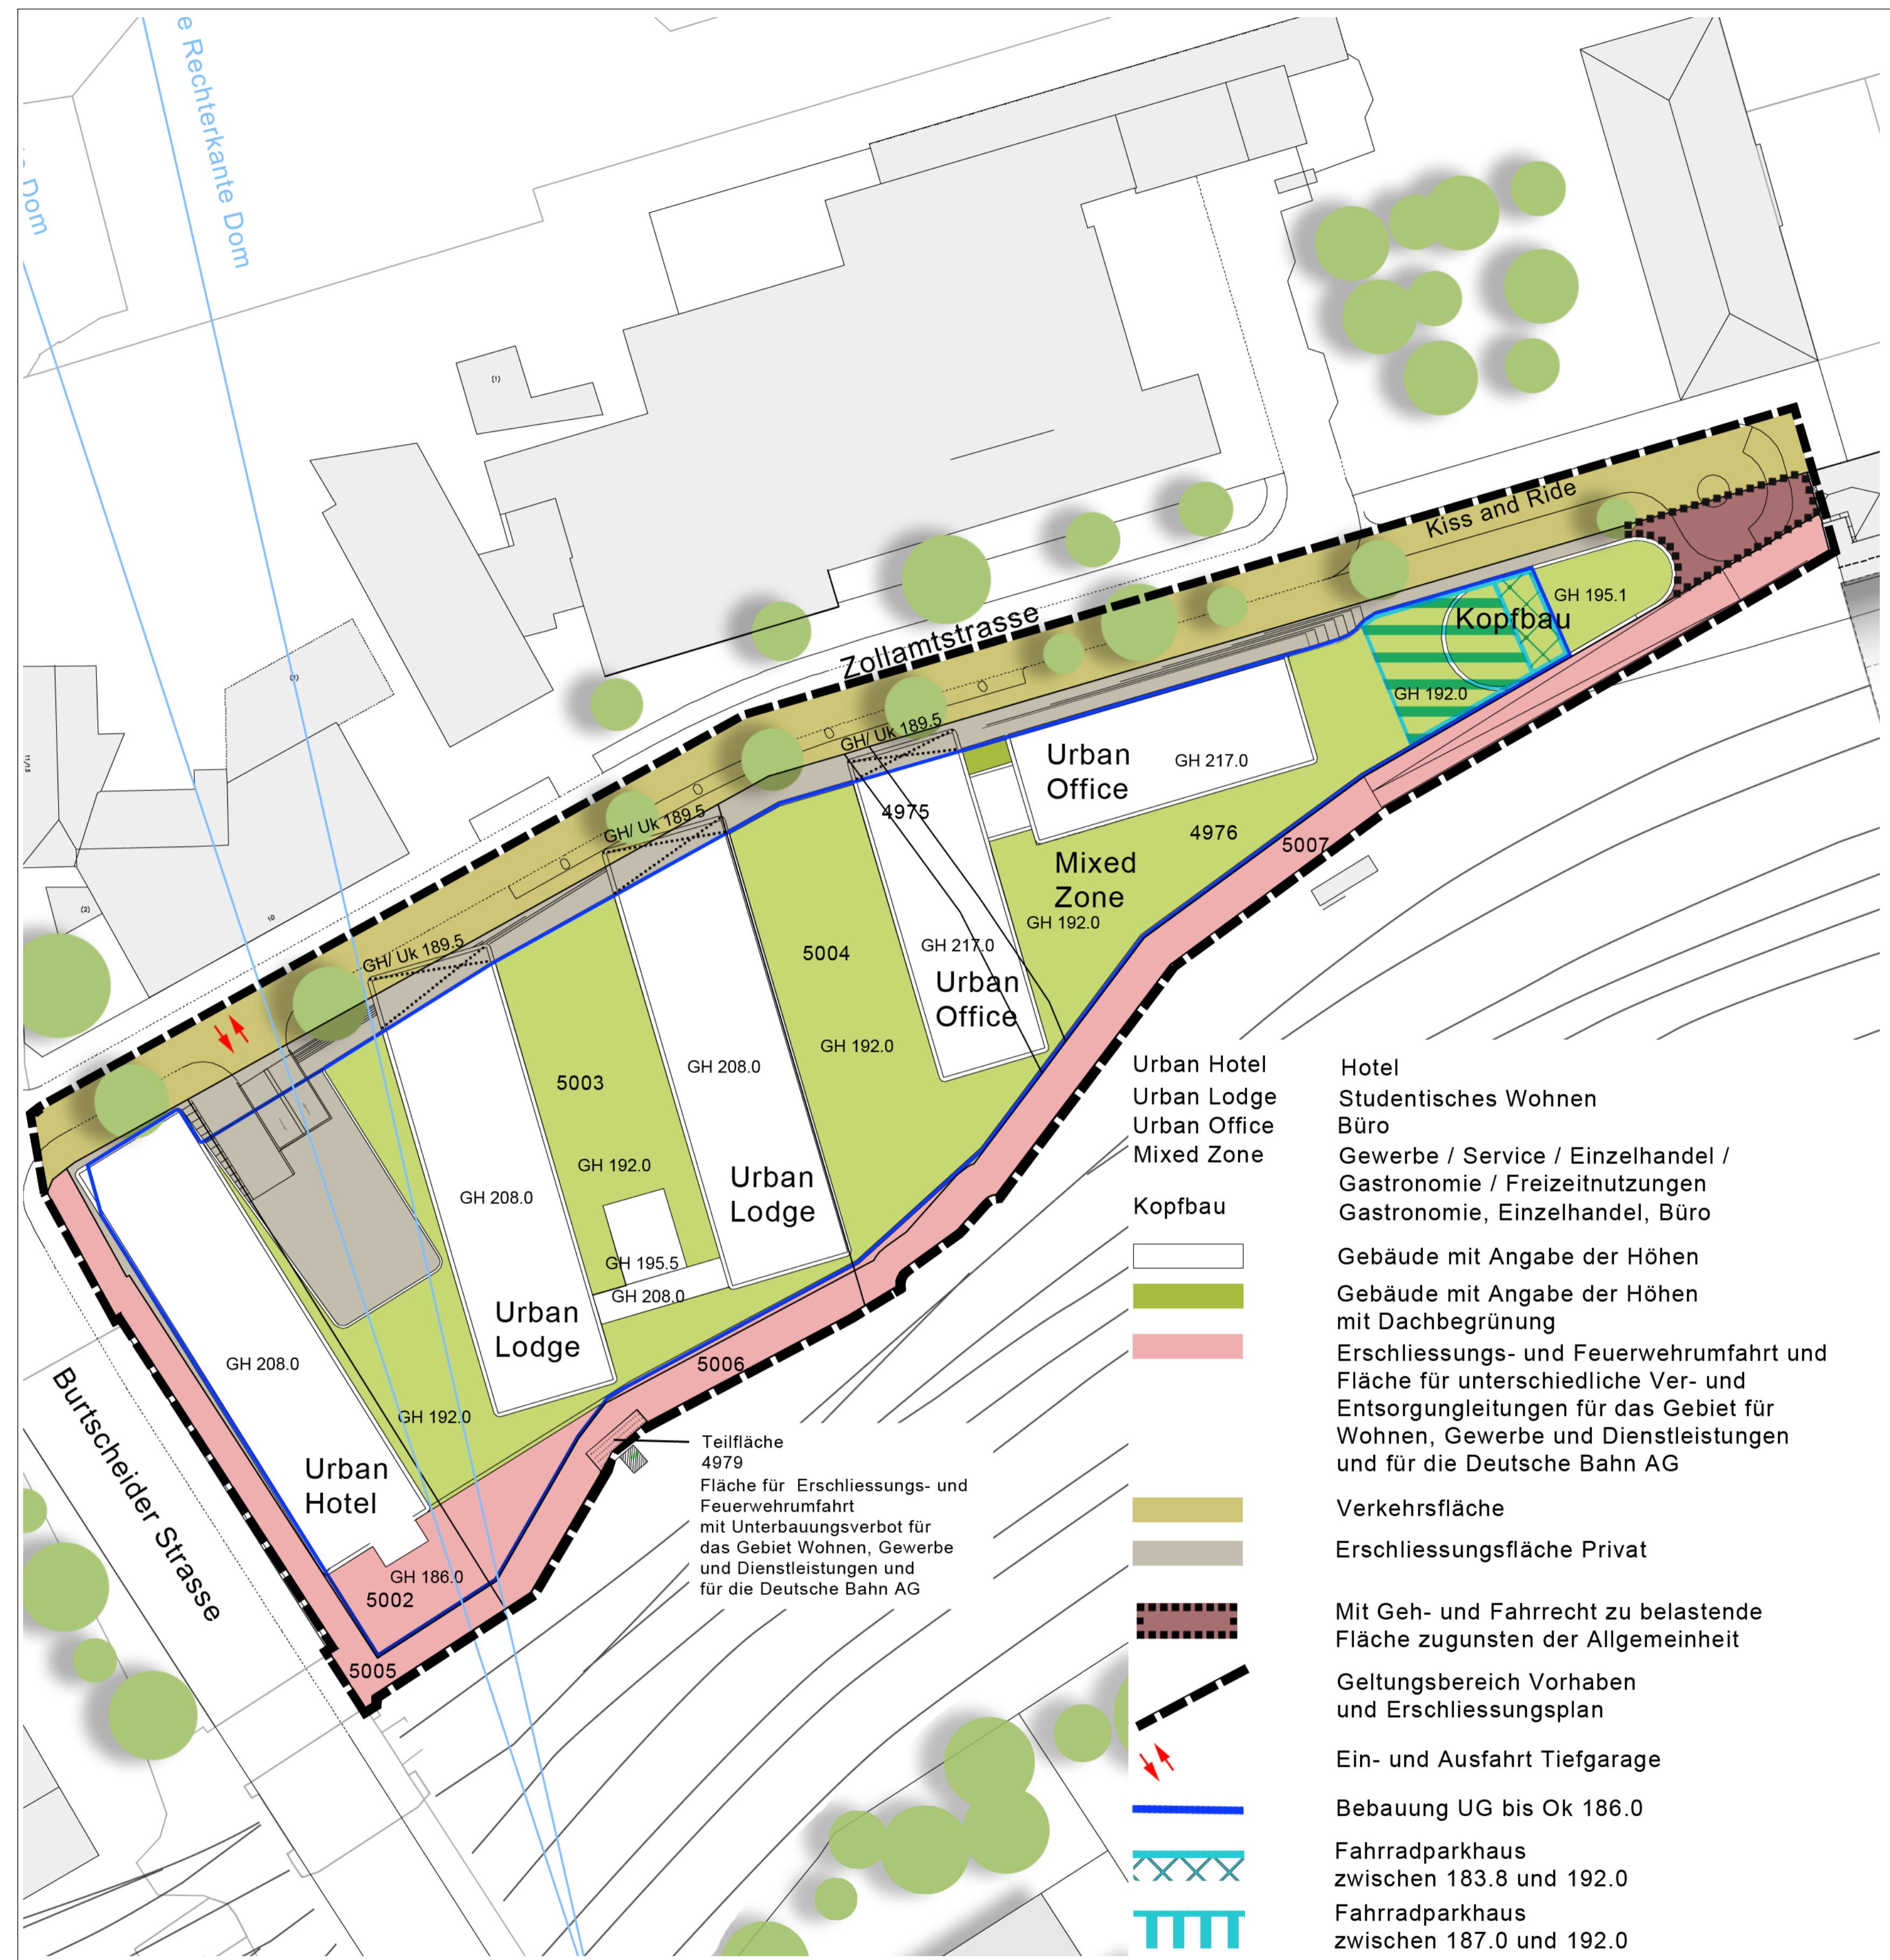 e Rechterkante Dom
Dom
(1)
(1)
11/13
(2)
10
Kiss and Ride
Zollamtstrasse
GH 195.1
Kopfbau
GH 192.0
GH/ Uk 189.5
Urban
Office
GH 217.0
4975
4976
5007
GH/ Uk 189.5
Mixed
Zone
GH 192.0
GH/ Uk 189.5
5004
GH 217.0
Urban
Office
GH 192.0
GH 208.0
5003
GH 192.0
Urban
Lodge
GH 208.0
GH 195.5
GH 208.0
Urban
Lodge
5006
GH 208.0
GH 192.0
Burtscheider Strasse
Urban
Hotel
GH 186.0
5002
5005
Teilfläche
4979
Fläche für Erschliessungs- und
Feuerwehrumfahrt
mit Unterbauungsverbot für
das Gebiet Wohnen, Gewerbe
und Dienstleistungen und
für die Deutsche Bahn AG
Urban Hotel Hotel
Urban Lodge Studentisches Wohnen
Urban Office Büro
Mixed Zone Gewerbe / Service / Einzelhandel /
Gastronomie / Freizeitnutzungen
Kopfbau Gastronomie, Einzelhandel, Büro
Gebäude mit Angabe der Höhen
Gebäude mit Angabe der Höhen
mit Dachbegrünung
Erschliessungs- und Feuerwehrumfahrt und
Fläche für unterschiedliche Ver- und
Entsorgungleitungen für das Gebiet für
Wohnen, Gewerbe und Dienstleistungen
und für die Deutsche Bahn AG
Verkehrsfläche
Erschliessungsfläche Privat
Mit Geh- und Fahrrecht zu belastende
Fläche zugunsten der Allgemeinheit
Geltungsbereich Vorhaben
und Erschliessungsplan
Ein- und Ausfahrt Tiefgarage
Bebauung UG bis Ok 186.0
Fahrradparkhaus
zwischen 183.8 und 192.0
Fahrradparkhaus
zwischen 187.0 und 192.0